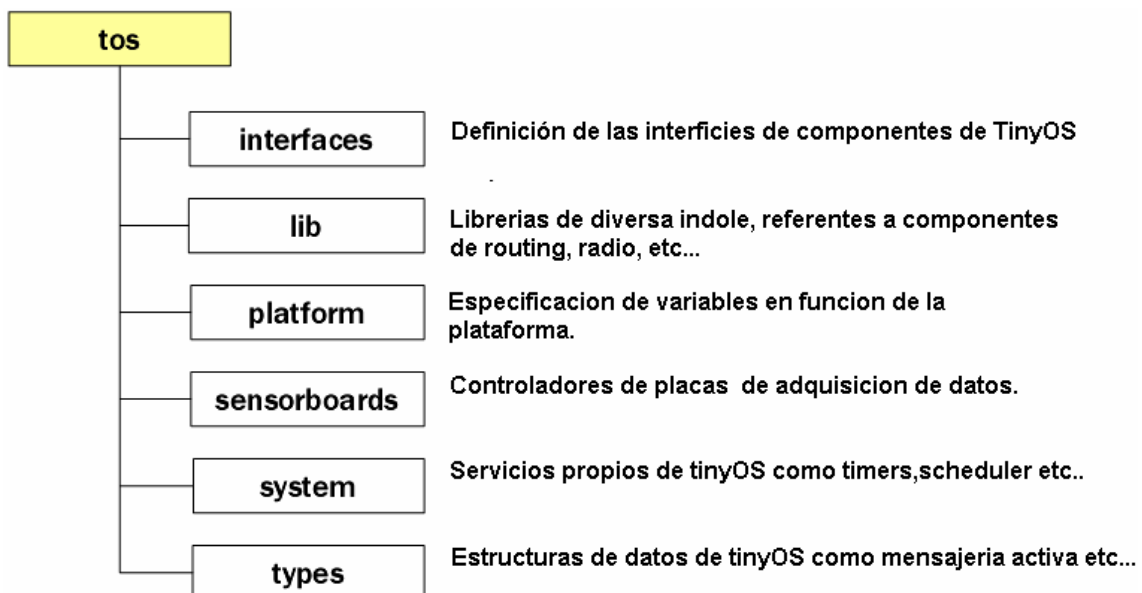 tos
interfaces
Definición de las interficies de componentes de TinyOS
lib
Librerias de diversa indole, referentes a componentes
de routing, radio, etc...
platform
Especificacion de variables en funcion de la
plataforma.
sensorboards
Controladores de placas de adquisicion de datos.
system
Servicios propios de tinyOS como timers,scheduler etc..
types
Estructuras de datos de tinyOS como mensajeria activa etc...